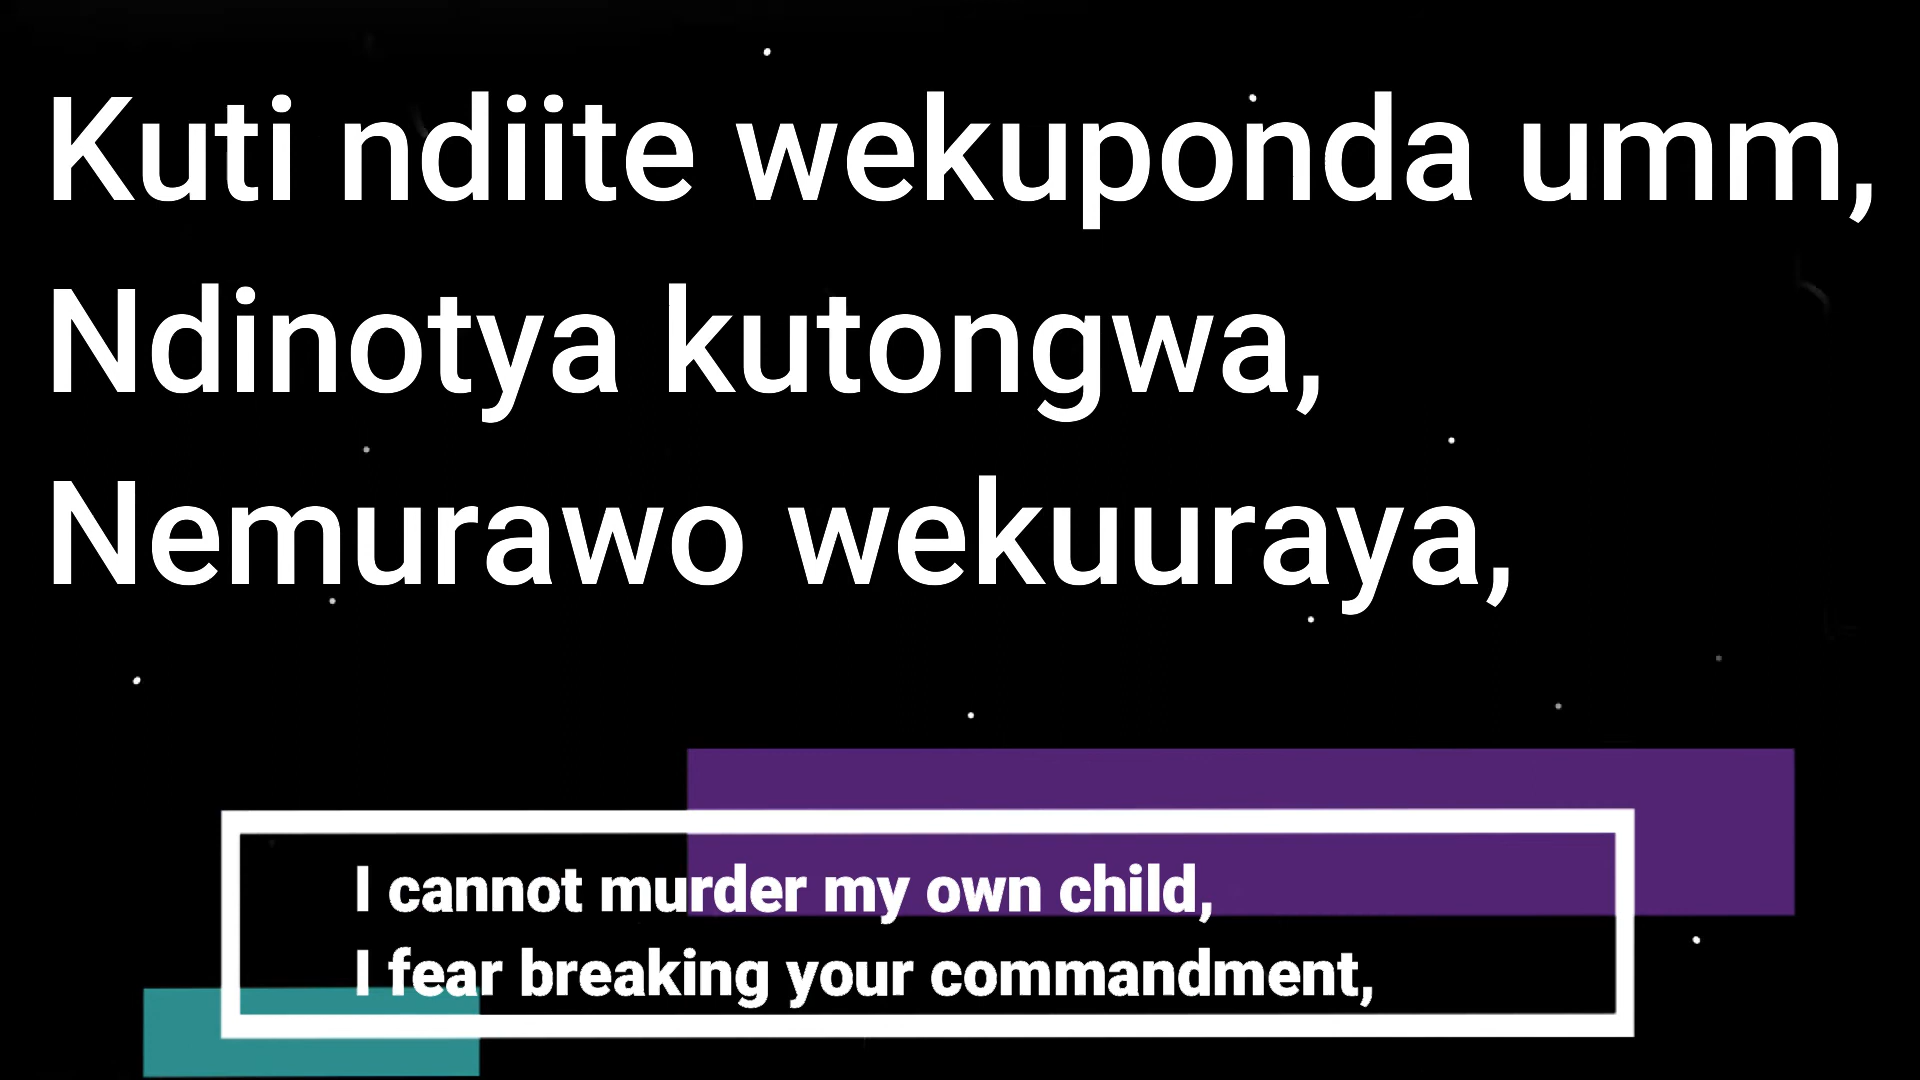 Kuti ndiite wekuponda umm,
Ndinotya kutongwa,
Nemurawo wekuuraya,
I cannot murder my own child,
I fear breaking your commandment,